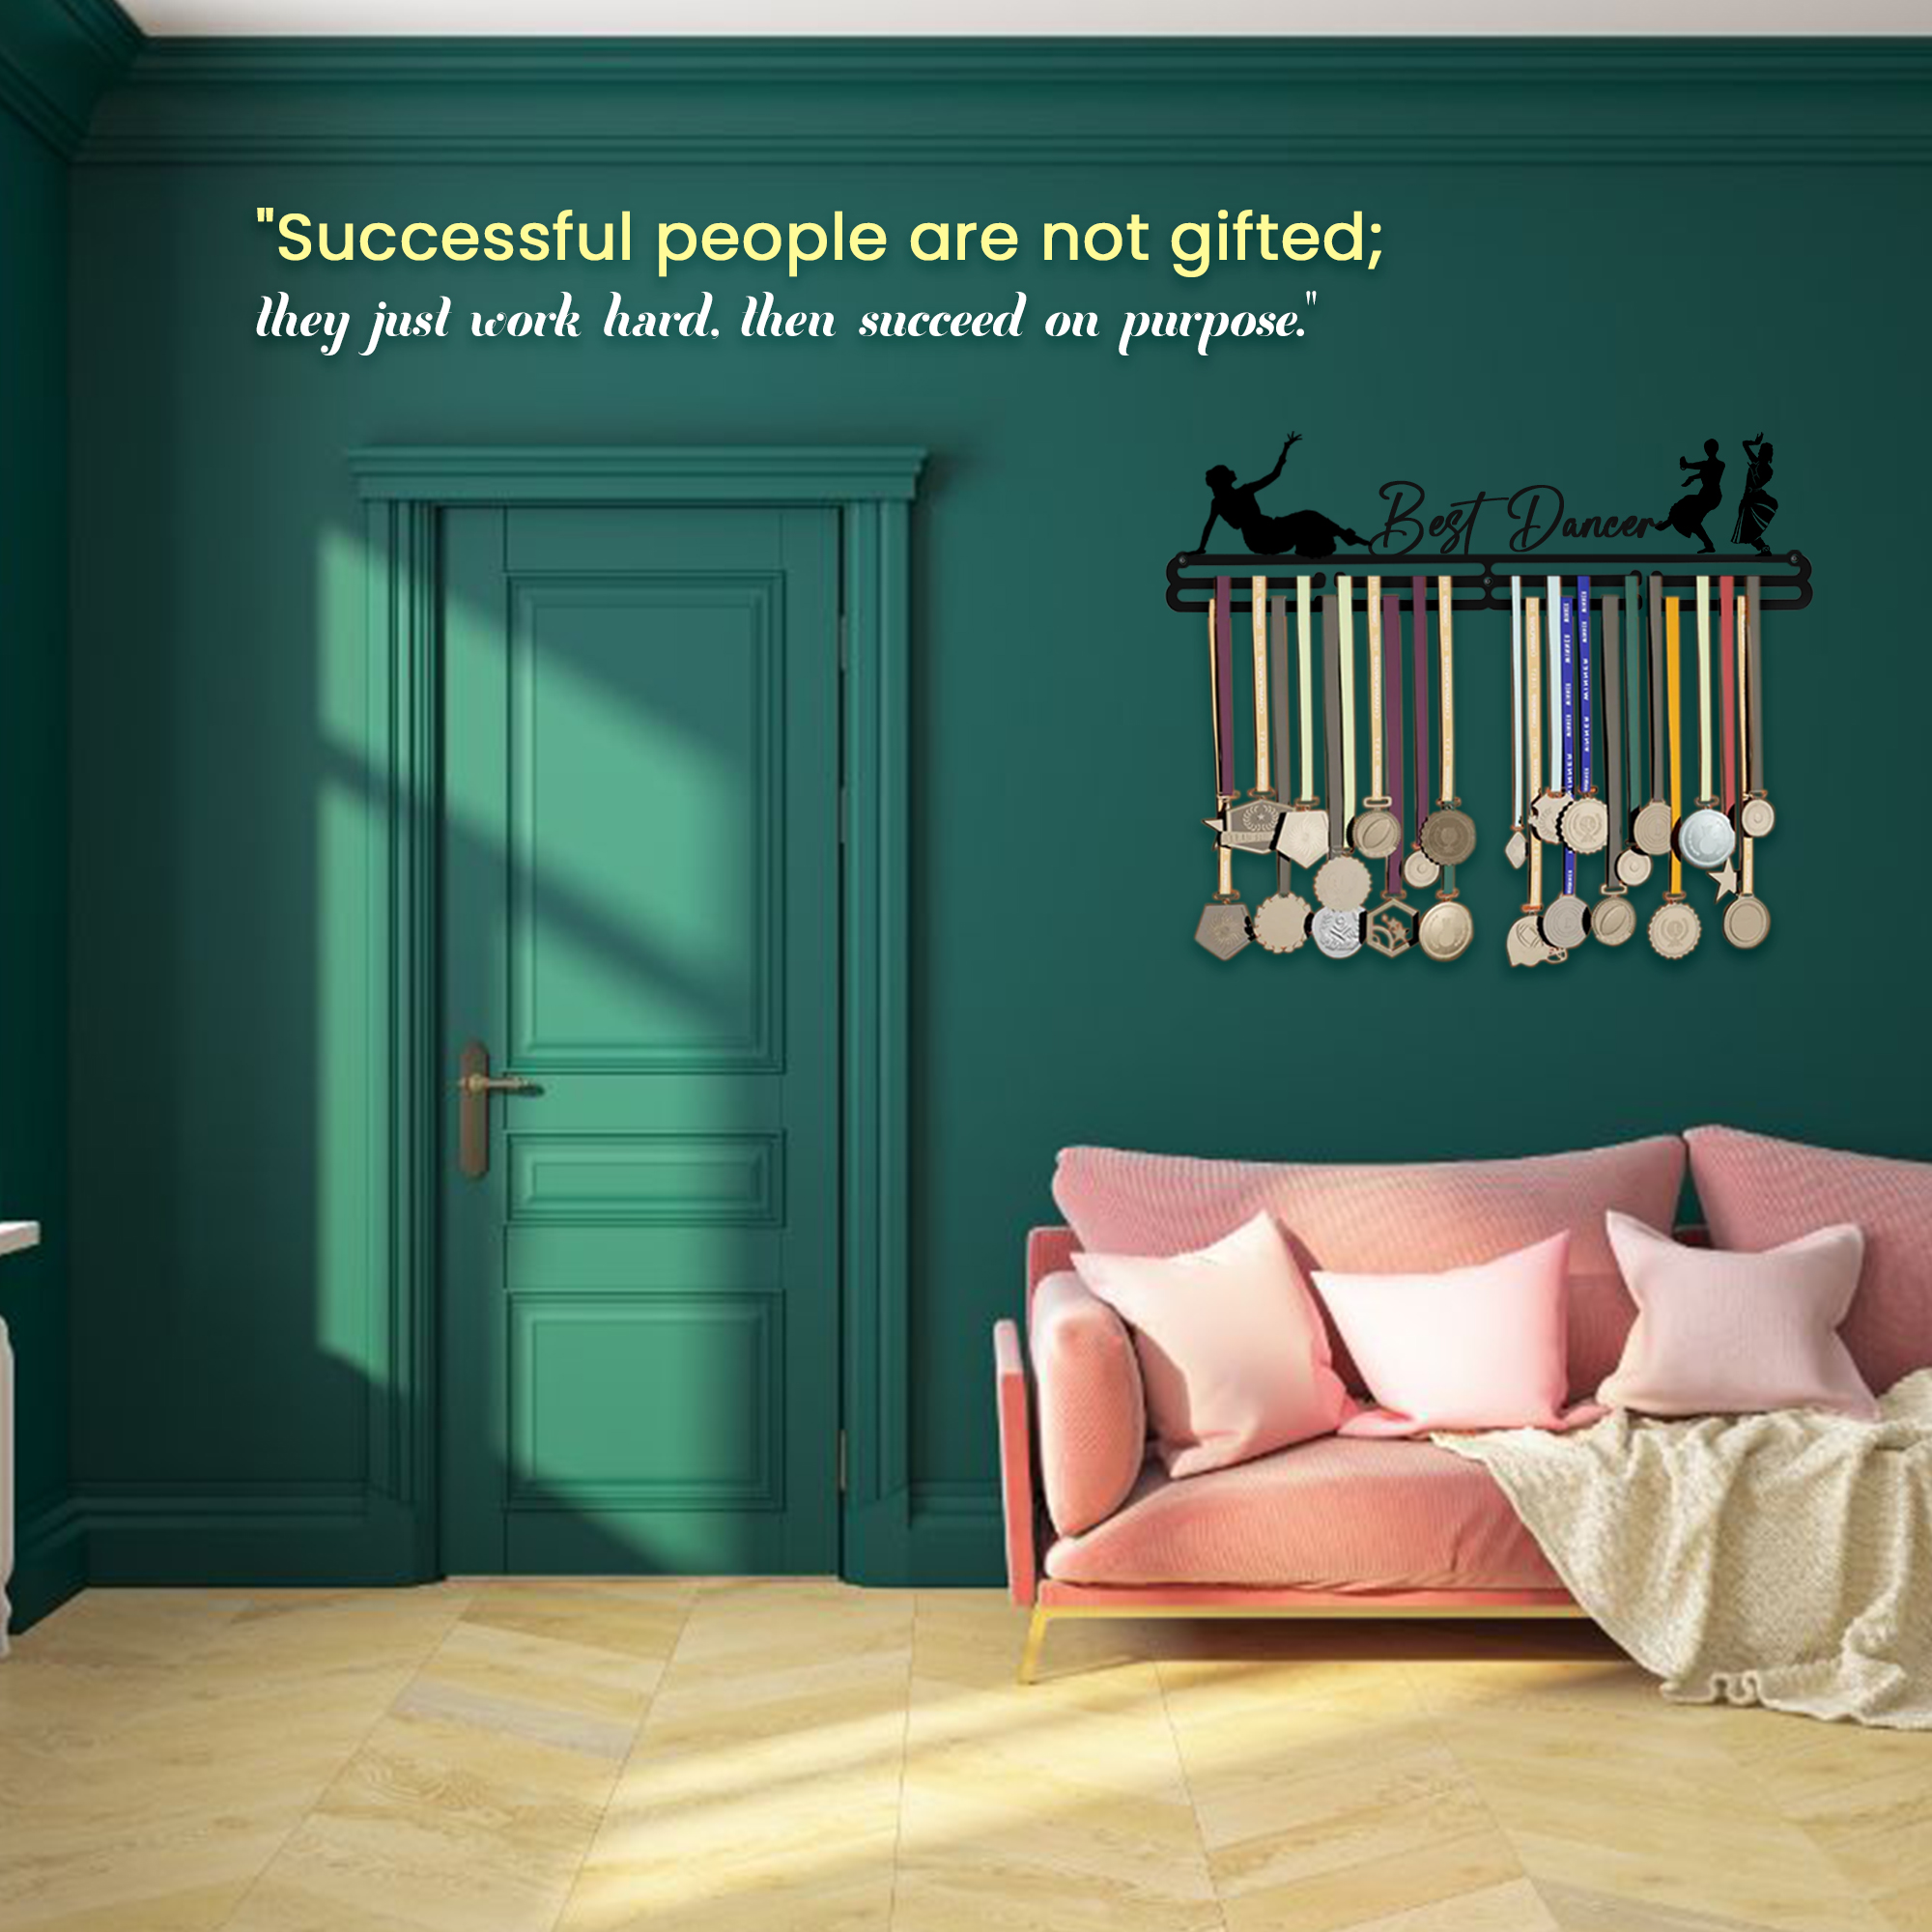 "Successful people are not gifted;
they just work hard, then succeed on purpose."
Best Dancer